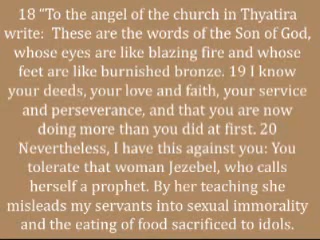 18 “To the angel of the church in Thyatira
write:  These are the words of the Son of God,
whose eyes are like blazing fire and whose
feet are like burnished bronze. 19 I know
your deeds, your love and faith, your service
and perseverance, and that you are now
doing more than you did at first. 20
Nevertheless, I have this against you: You
tolerate that woman Jezebel, who calls
herself a prophet. By her teaching she
misleads my servants into sexual immorality
and the eating of food sacrificed to idols.